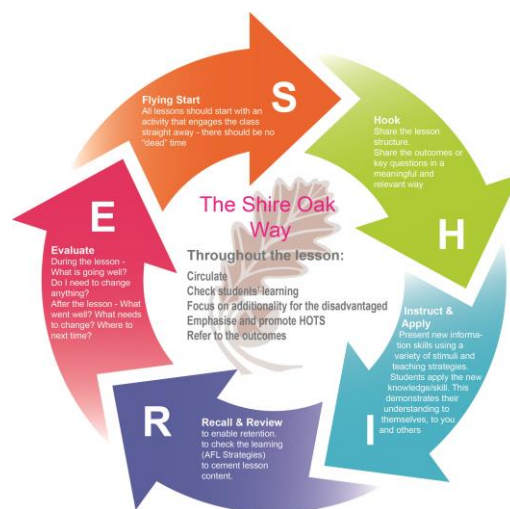 S
Flying Start
All lessons should start with an
activity that engages the class
straight away - there should be no
“dead” time
Hook
Share the lesson
structure.
Share the outcomes or
key questions in a
meaningful and
relevant way
H
Instruct &
Apply
Present new informa-
tion skills using a
variety of stimuli and
teaching strategies.
Students apply the new
knowledge/skill. This
demonstrates their
understanding to
themselves, to you
and others
I
R
Recall & Review
to enable retention.
to check the learning
(AFL Strategies)
to cement lesson
content.
E
Evaluate
During the lesson -
What is going well?
Do I need to change
anything?
After the lesson - What
went well? What needs
to change? Where to
next time?
The Shire Oak
Way
Throughout the lesson:
Circulate
Check students' learning
Focus on additionality for the disadvantaged
Emphasise and promote HOTS
Refer to the outcomes